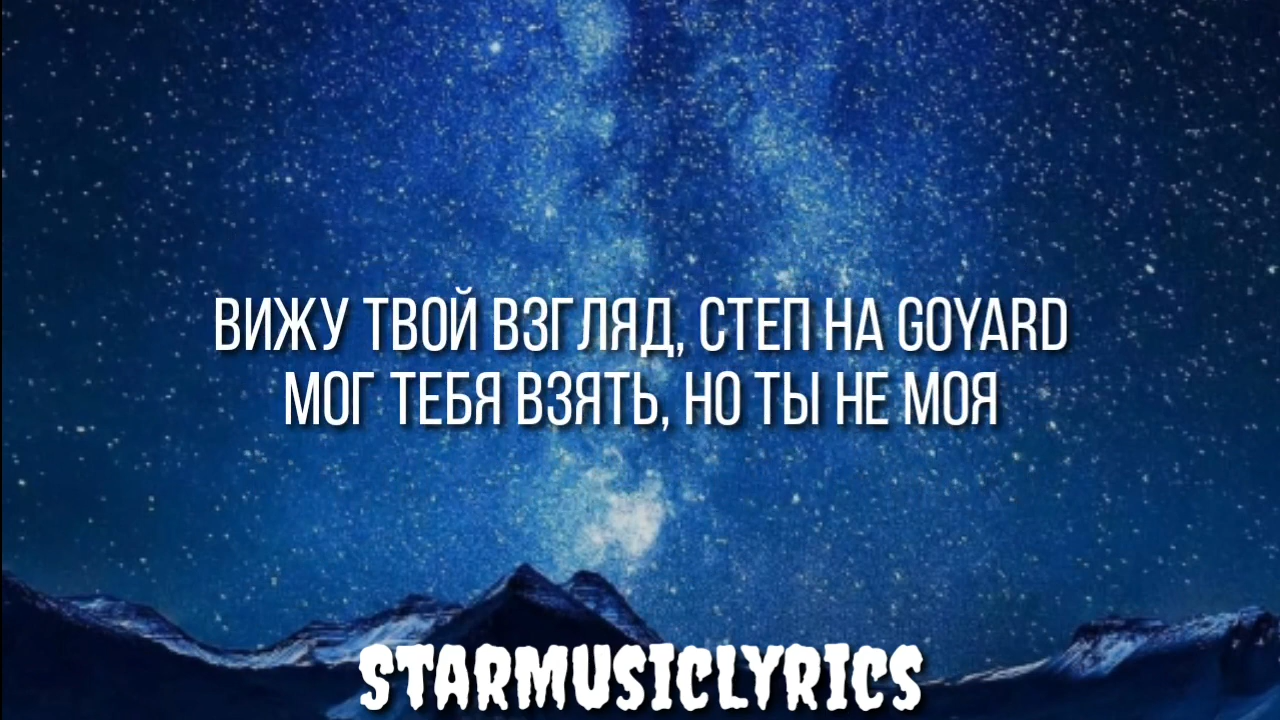 ВИЖУ ТВОЙ ВЗГЛЯД, СТЕП НА GOYARD
МОГ ТЕБЯ ВЗЯТЬ, НО ТЫ НЕ МОЯ
STARMUSICLYRICS